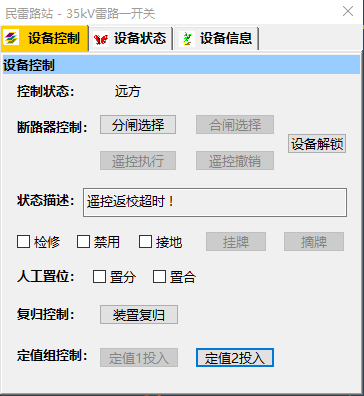 民雷路站 - 35kV雷路一开关
设备控制 设备状态 设备信息
设备控制
控制状态： 远方
断路器控制： 分闸选择 合闸选择
设备解锁
遥控执行 遥控撤销
状态描述： 遥控返校超时！
检修 禁用 接地 挂牌 摘牌
人工置位： 置分 置合
复归控制： 装置复归
定值组控制： 定值1投入 定值2投入